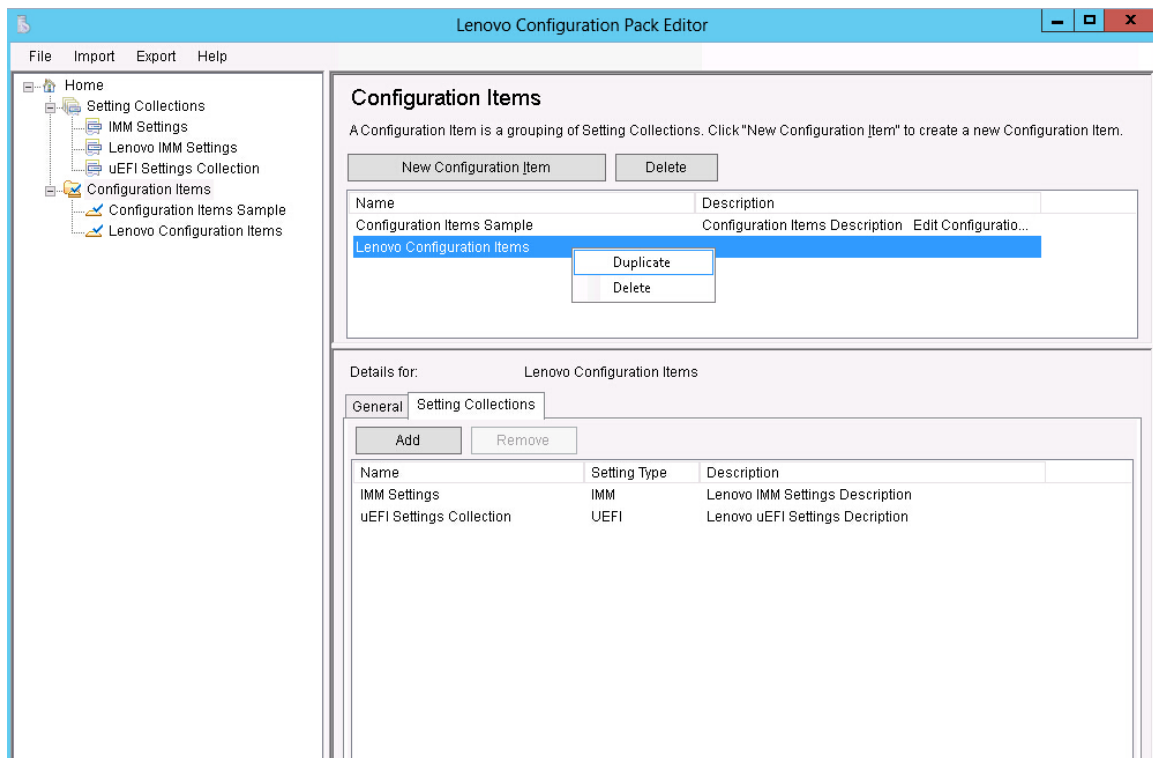 Lenovo Configuration Pack Editor
File Import Export Help
Home
Setting Collections
IMM Settings
Lenovo IMM Settings
uEFI Settings Collection
Configuration Items
Configuration Items Sample
Lenovo Configuration Items
Configuration Items
A Configuration Item is a grouping of Setting Collections. Click "New Configuration Item" to create a new Configuration Item.
New Configuration Item Delete
Name Description
Configuration Items Sample Configuration Items Description Edit Configuratio...
Lenovo Configuration Items
Duplicate
Delete
Details for: Lenovo Configuration Items
General Setting Collections
Add Remove
Name Setting Type Description
IMM Settings IMM Lenovo IMM Settings Description
uEFI Settings Collection UEFI Lenovo uEFI Settings Decription